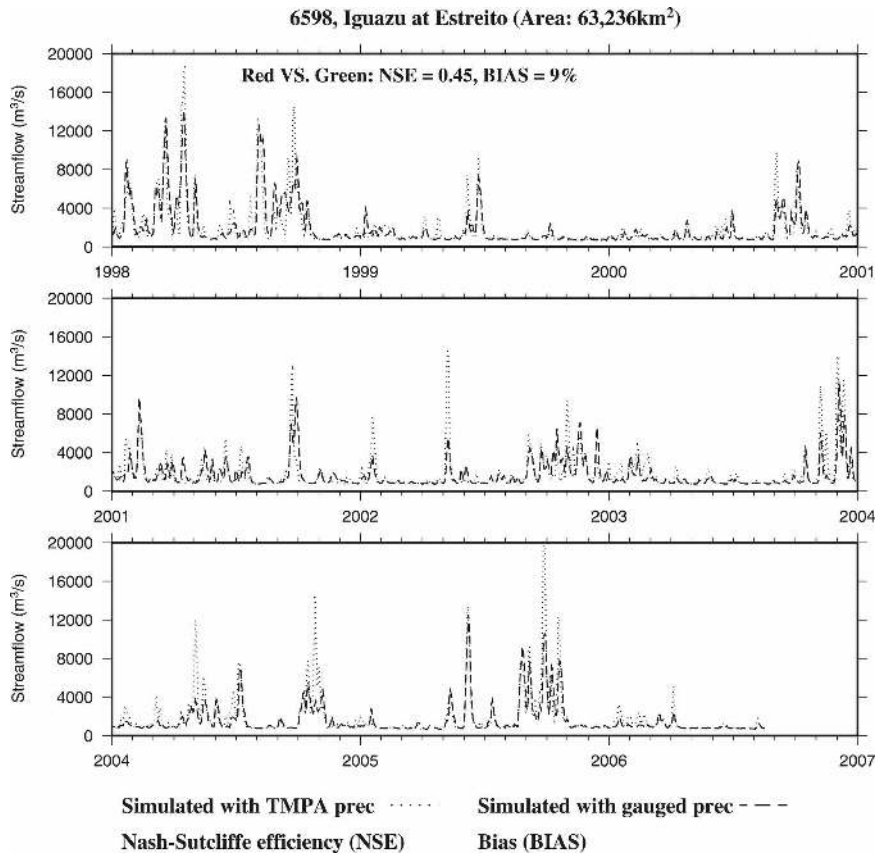 6598, Iguazu at Estreito (Area: 63,236km²)
Red VS. Green: NSE = 0.45, BIAS = 9%
Streamflow (m³/s)
20000
16000
12000
8000
4000
0
1998 1999 2000 2001
Streamflow (m³/s)
20000
16000
12000
8000
4000
0
2001 2002 2003 2004
Streamflow (m³/s)
20000
16000
12000
8000
4000
0
2004 2005 2006 2007
Simulated with TMPA prec Simulated with gauged prec
Nash-Sutcliffe efficiency (NSE) Bias (BIAS)